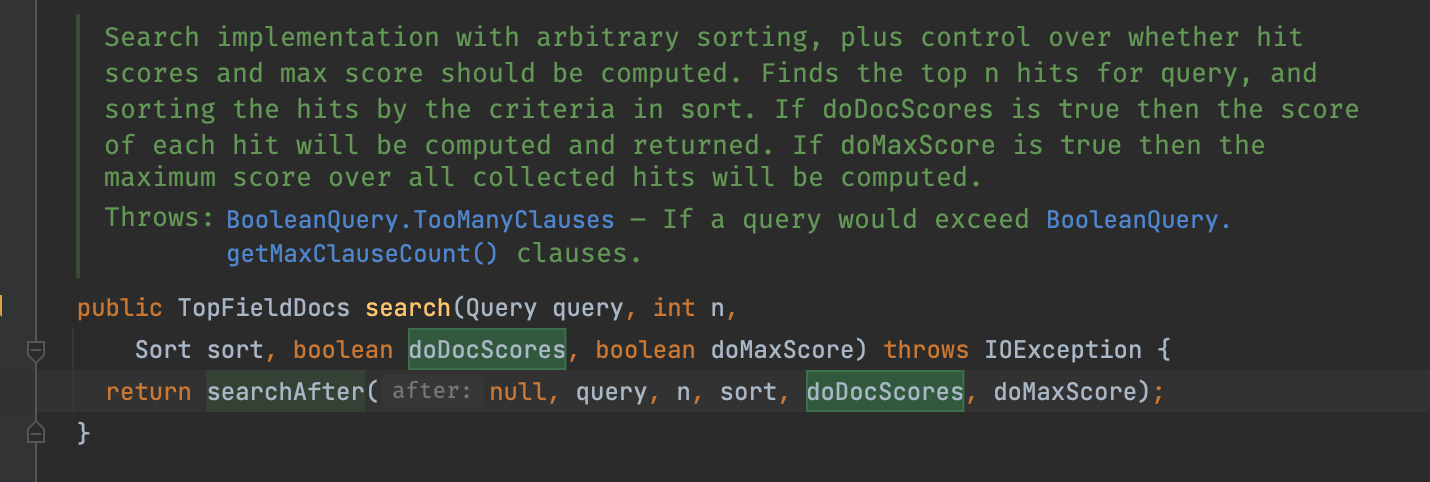 Search implementation with arbitrary sorting, plus control over whether hit
scores and max score should be computed. Finds the top n hits for query, and
sorting the hits by the criteria in sort. If doDocScores is true then the score
of each hit will be computed and returned. If doMaxScore is true then the
maximum score over all collected hits will be computed.
Throws: BooleanQuery.TooManyClauses – If a query would exceed BooleanQuery.
getMaxClauseCount() clauses.
public TopFieldDocs search(Query query, int n,
Sort sort, boolean doDocScores, boolean doMaxScore) throws IOException {
return searchAfter( after: null, query, n, sort, doDocScores, doMaxScore);
}